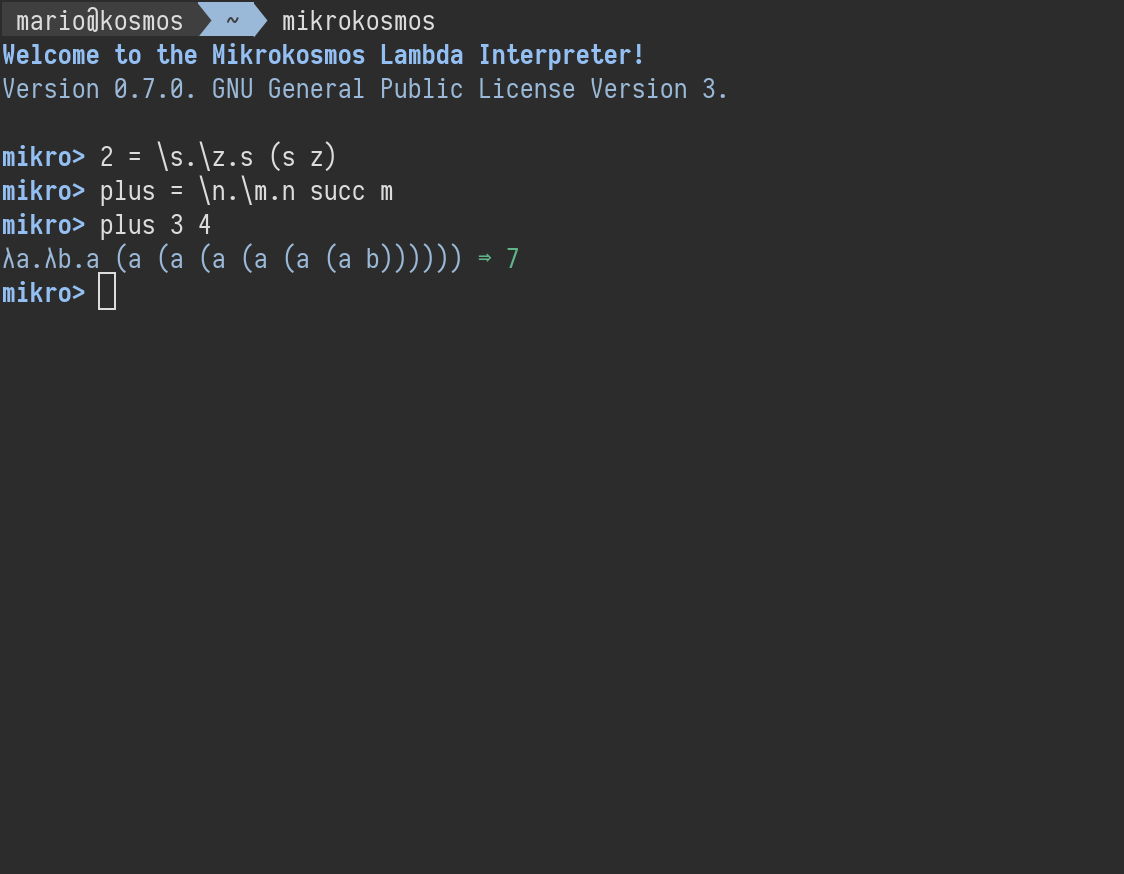 mario@kosmos ~ mikrokosmos
Welcome to the Mikrokosmos Lambda Interpreter!
Version 0.7.0. GNU General Public License Version 3.
mikro> 2 = \s.\z.s (s z)
mikro> plus = \n.\m.n succ m
mikro> plus 3 4
λa.λb.a (a (a (a (a (a (a b)))))) ⇒ 7
mikro>